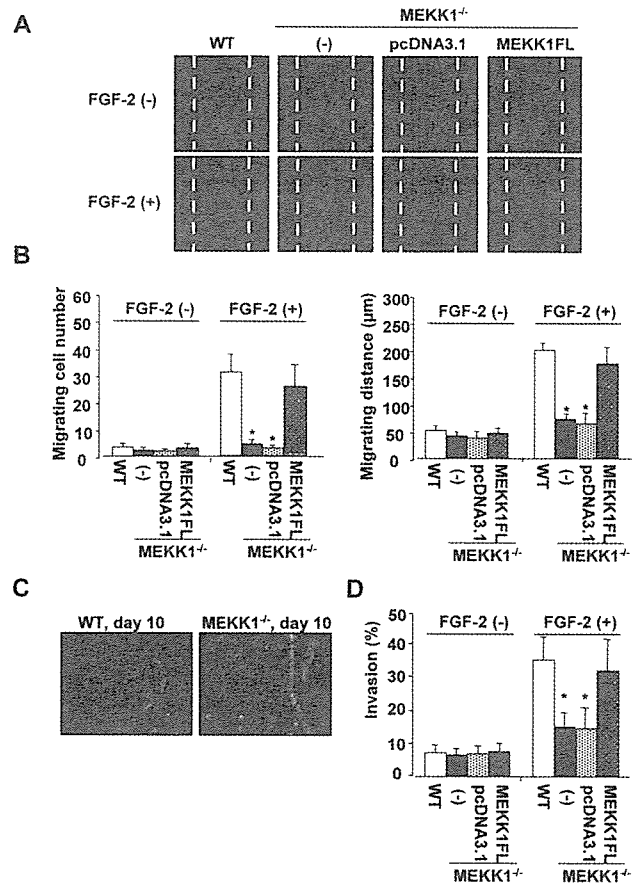 A
MEKK1-/-
WT (-) pcDNA3.1 MEKK1FL
FGF-2 (-)
FGF-2 (+)
B
Migrating cell number
60
50
40
30
20
10
0
FGF-2 (-) FGF-2 (+)
* *
WT (-) pcDNA3.1 MEKK1FL WT (-) pcDNA3.1 MEKK1FL
MEKK1-/- MEKK1-/-
Migrating distance (μm)
300
250
200
150
100
50
0
FGF-2 (-) FGF-2 (+)
* *
WT (-) pcDNA3.1 MEKK1FL WT (-) pcDNA3.1 MEKK1FL
MEKK1-/- MEKK1-/-
C
WT, day 10 MEKK1-/-, day 10
D
Invasion (%)
50
40
30
20
10
0
FGF-2 (-) FGF-2 (+)
* *
WT (-) pcDNA3.1 MEKK1FL WT (-) pcDNA3.1 MEKK1FL
MEKK1-/- MEKK1-/-